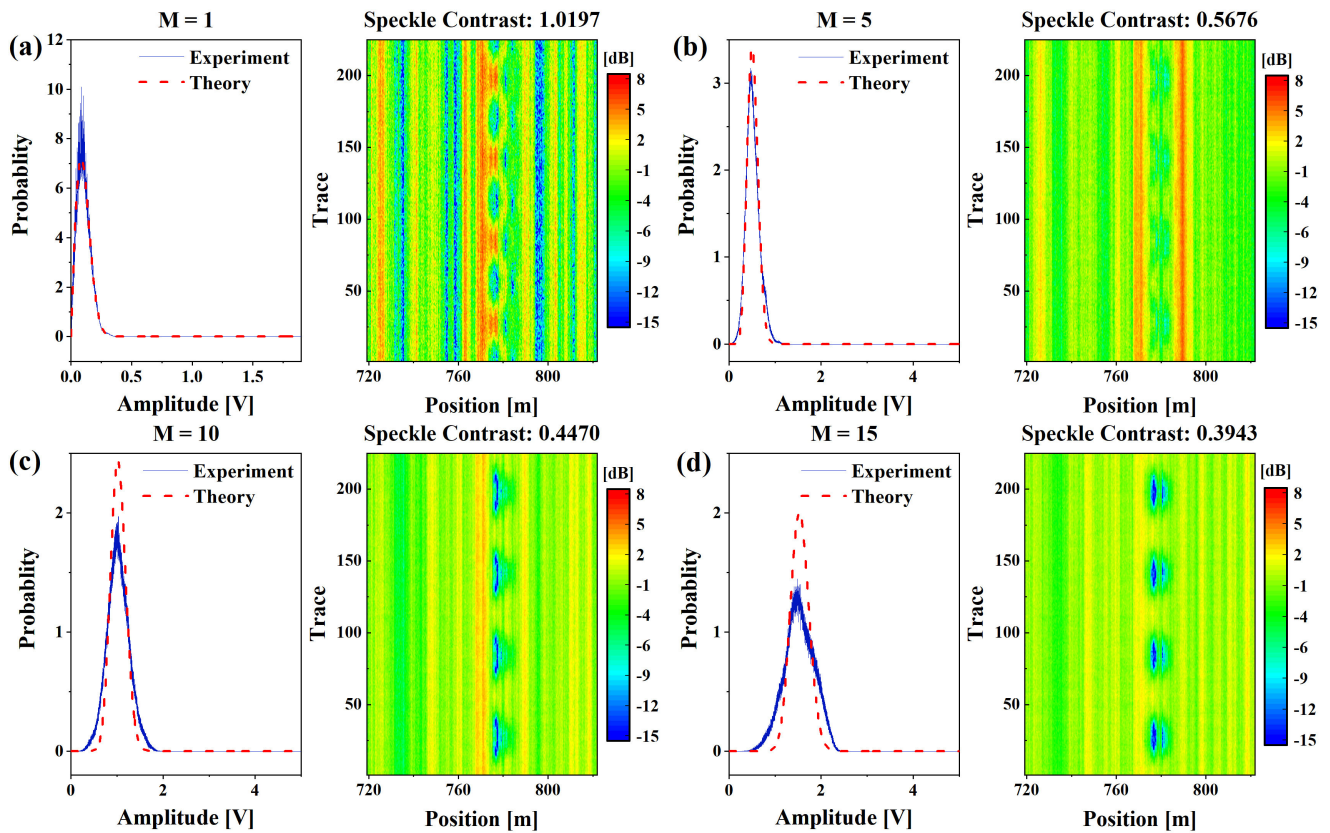 M = 1
Speckle Contrast: 1.0197
(a)
Experiment
Theory
Probablity
12
10
8
6
4
2
0
0.0 0.5 1.0 1.5
Amplitude [V]
Trace
200
150
100
50
720 760 800
Position [m]
[dB]
8
5
2
-1
-4
-6
-9
-12
-15
M = 5
Speckle Contrast: 0.5676
(b)
Experiment
Theory
Probablity
3
2
1
0
0 2 4
Amplitude [V]
Trace
200
150
100
50
720 760 800
Position [m]
[dB]
8
5
2
-1
-4
-6
-9
-12
-15
M = 10
Speckle Contrast: 0.4470
(c)
Experiment
Theory
Probablity
2
1
0
0 2 4
Amplitude [V]
Trace
200
150
100
50
720 760 800
Position [m]
[dB]
8
5
2
-1
-4
-6
-9
-12
-15
M = 15
Speckle Contrast: 0.3943
(d)
Experiment
Theory
Probablity
2
1
0
0 2 4
Amplitude [V]
Trace
200
150
100
50
720 760 800
Position [m]
[dB]
8
5
2
-1
-4
-6
-9
-12
-15